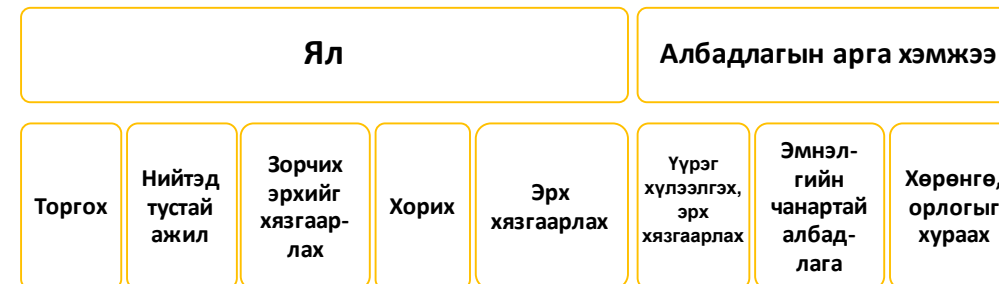 Ял
Албадлагын арга хэмжээ
Торгох
Нийтэд
тустай
ажил
Зорчих
эрхийг
хязгаар-
лах
Хорих
Эрх
хязгаарлах
Үүрэг
хүлээлгэх,
эрх
хязгаарлах
Эмнэл-
гийн
чанартай
албад-
лага
Хөрөнгө,
орлогыг
хураах